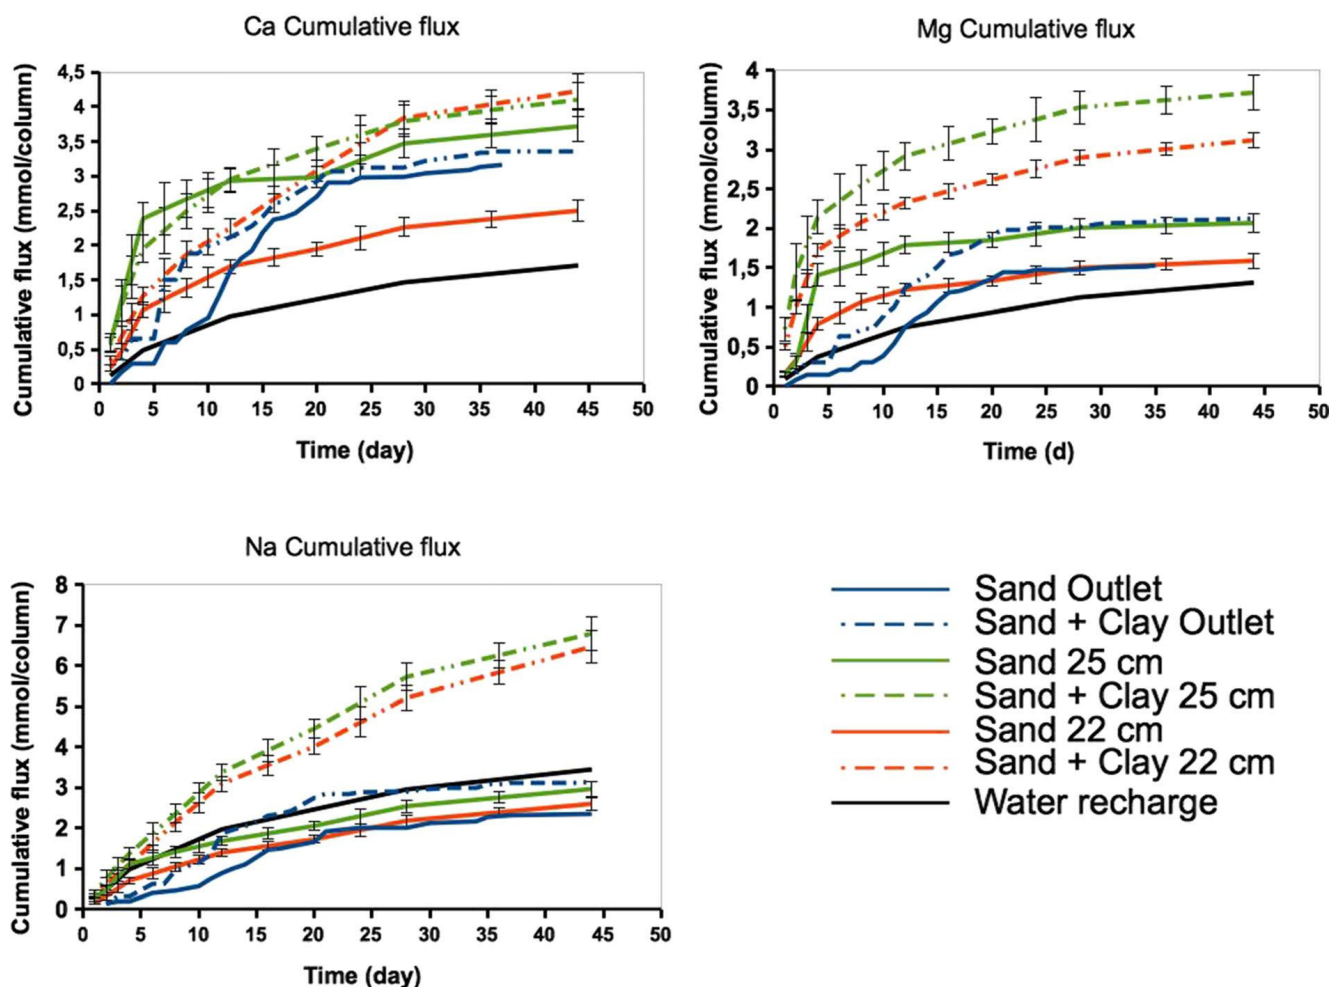 Ca Cumulative flux
Cumulative flux (mmol/column)
4,5
4
3,5
3
2,5
2
1,5
1
0,5
0
0 5 10 15 20 25 30 35 40 45 50
Time (day)
Mg Cumulative flux
Cumulative flux (mmol/column)
4
3,5
3
2,5
2
1,5
1
0,5
0
0 5 10 15 20 25 30 35 40 45 50
Time (d)
Na Cumulative flux
Cumulative flux (mmol/column)
8
7
6
5
4
3
2
1
0
0 5 10 15 20 25 30 35 40 45 50
Time (day)
Sand Outlet
Sand + Clay Outlet
Sand 25 cm
Sand + Clay 25 cm
Sand 22 cm
Sand + Clay 22 cm
Water recharge